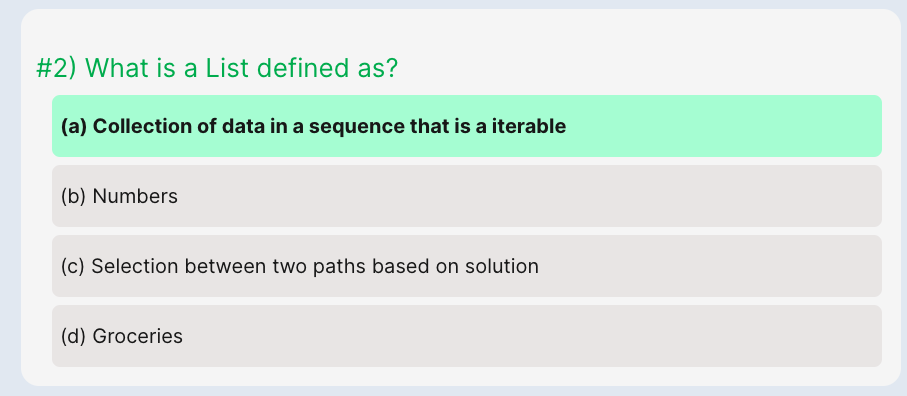 #2) What is a List defined as?
(a) Collection of data in a sequence that is a iterable
(b) Numbers
(c) Selection between two paths based on solution
(d) Groceries